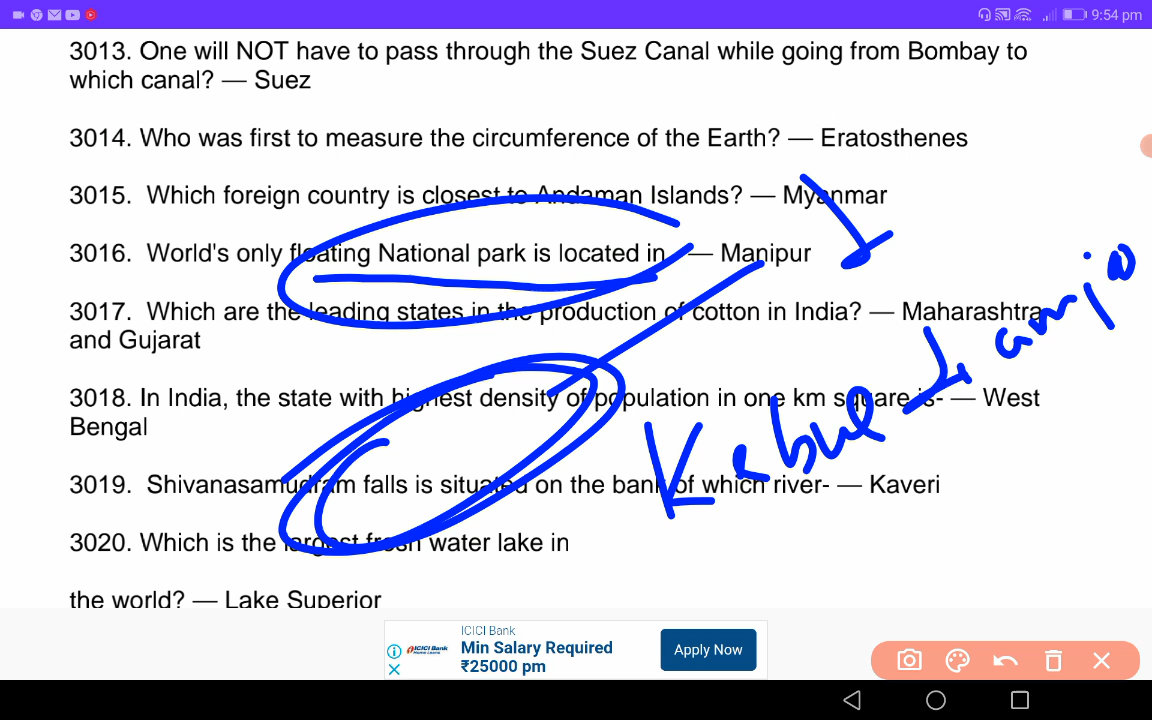 9:54 pm
3013. One will NOT have to pass through the Suez Canal while going from Bombay to
which canal? — Suez
3014. Who was first to measure the circumference of the Earth? — Eratosthenes
3015. Which foreign country is closest to Andaman Islands? — Myanmar
3016. World's only floating National park is located in — Manipur
3017. Which are the leading states in the production of cotton in India? — Maharashtra
and Gujarat
3018. In India, the state with highest density of population in one km square is- — West
Bengal
3019. Shivanasamudram falls is situated on the bank of which river- — Kaveri
3020. Which is the largest fresh water lake in
the world? — Lake Superior
ICICI Bank
ICICI Bank
Home Loans
Min Salary Required
₹25000 pm
Apply Now